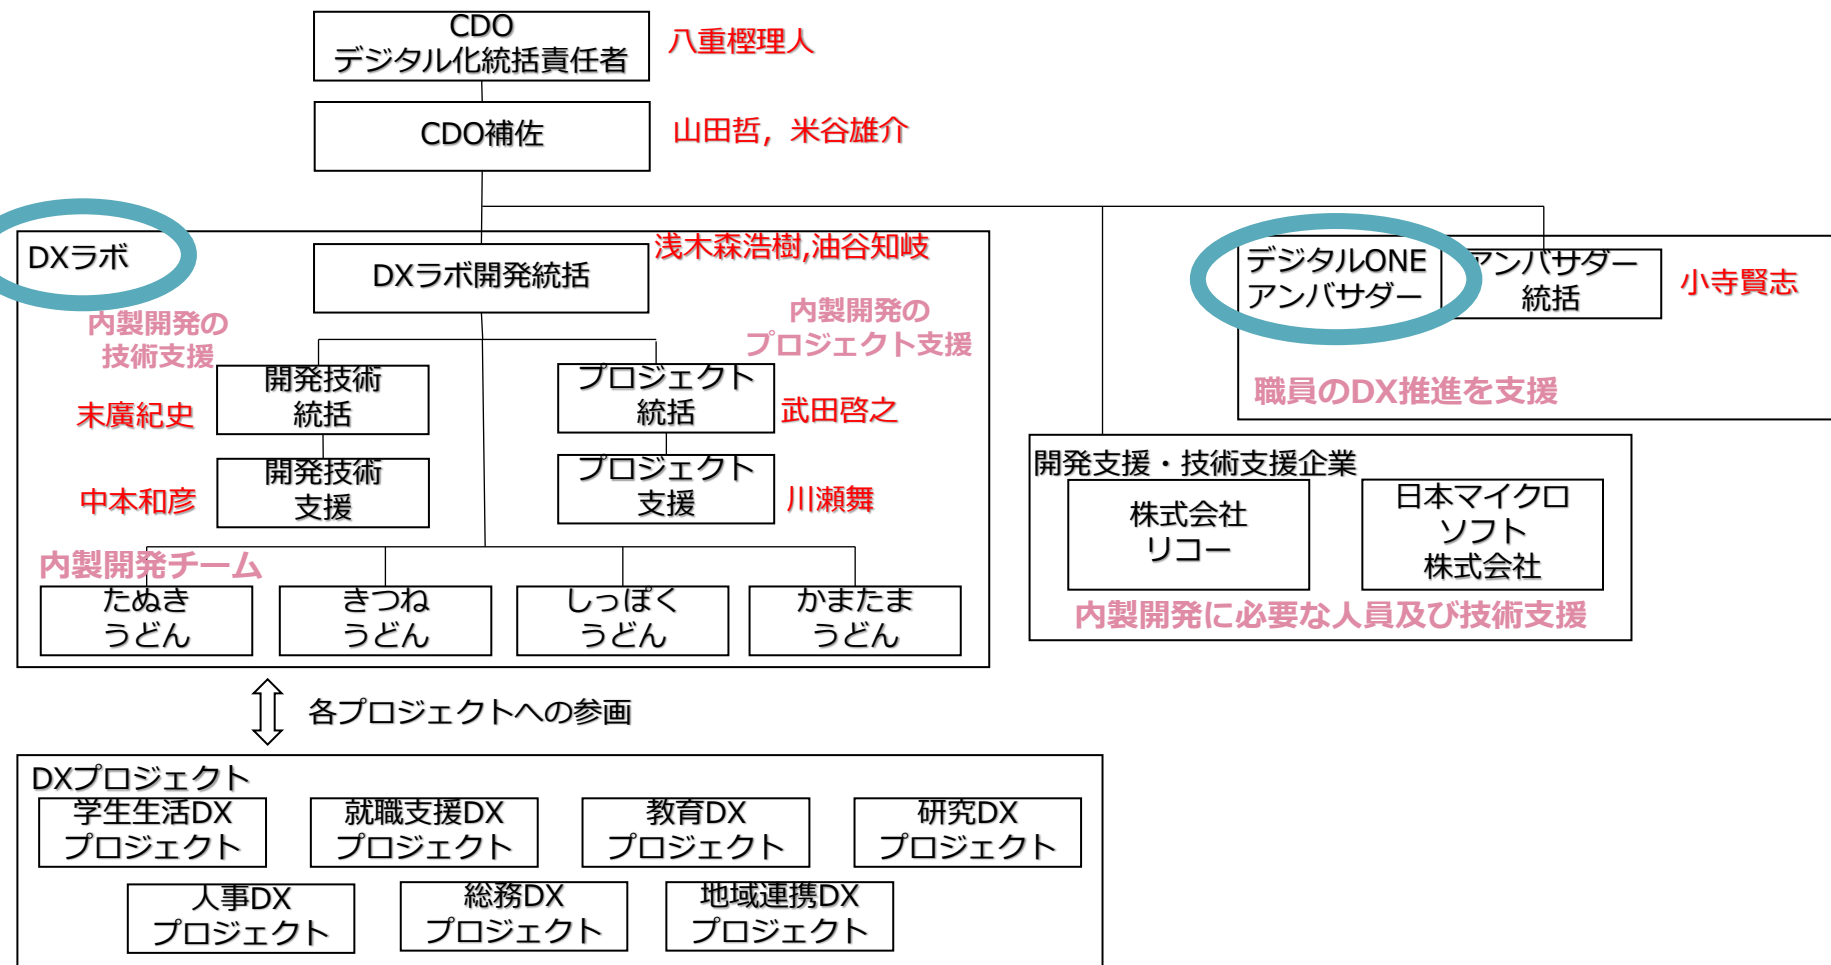 CDO
デジタル化統括責任者
八重樫理人
CDO補佐
山田哲，米谷雄介
DXラボ
DXラボ開発統括
浅木森浩樹,油谷知岐
内製開発の
技術支援
内製開発の
プロジェクト支援
開発技術
統括
末廣紀史
プロジェクト
統括
武田啓之
開発技術
支援
中本和彦
プロジェクト
支援
川瀬舞
内製開発チーム
たぬき
うどん
きつね
うどん
しっぽく
うどん
かまたま
うどん
デジタルONE
アンバサダー
アンバサダー
統括
小寺賢志
職員のDX推進を支援
開発支援・技術支援企業
株式会社
リコー
日本マイクロ
ソフト
株式会社
内製開発に必要な人員及び技術支援
各プロジェクトへの参画
DXプロジェクト
学生生活DX
プロジェクト
就職支援DX
プロジェクト
教育DX
プロジェクト
研究DX
プロジェクト
人事DX
プロジェクト
総務DX
プロジェクト
地域連携DX
プロジェクト